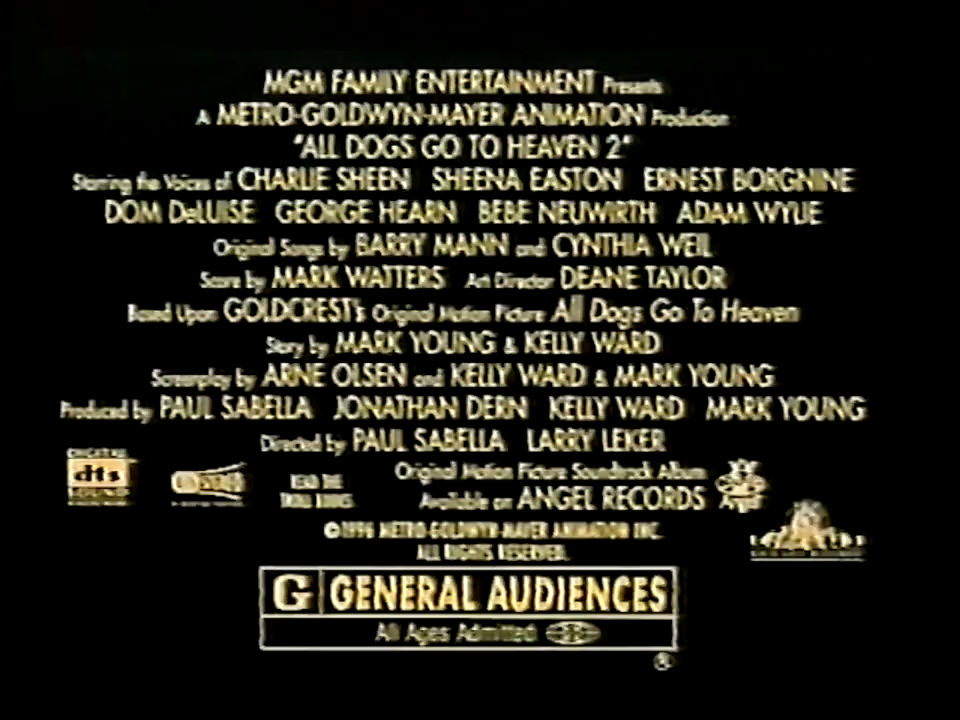 MGM FAMILY ENTERTAINMENT Presents
A METRO-GOLDWYN-MAYER ANIMATION Production
"ALL DOGS GO TO HEAVEN 2"
Starring the Voices of CHARLIE SHEEN SHEENA EASTON ERNEST BORGNINE
DOM DeLUISE GEORGE HEARN BEBE NEUWIRTH ADAM WYLIE
Original Songs by BARRY MANN and CYNTHIA WEIL
Score by MARK WATTERS Art Director DEANE TAYLOR
Based Upon GOLDCREST's Original Motion Picture All Dogs Go To Heaven
Story by MARK YOUNG & KELLY WARD
Screenplay by ARNE OLSEN and KELLY WARD & MARK YOUNG
Produced by PAUL SABELLA JONATHAN DERN KELLY WARD MARK YOUNG
Directed by PAUL SABELLA LARRY LEKER
DIGITAL
dts
SOUND
READ THE
TROLL BOOKS.
Original Motion Picture Soundtrack Album
Available on ANGEL RECORDS
Angel
©1996 METRO-GOLDWYN-MAYER ANIMATION INC.
ALL RIGHTS RESERVED.
G GENERAL AUDIENCES
All Ages Admitted
®